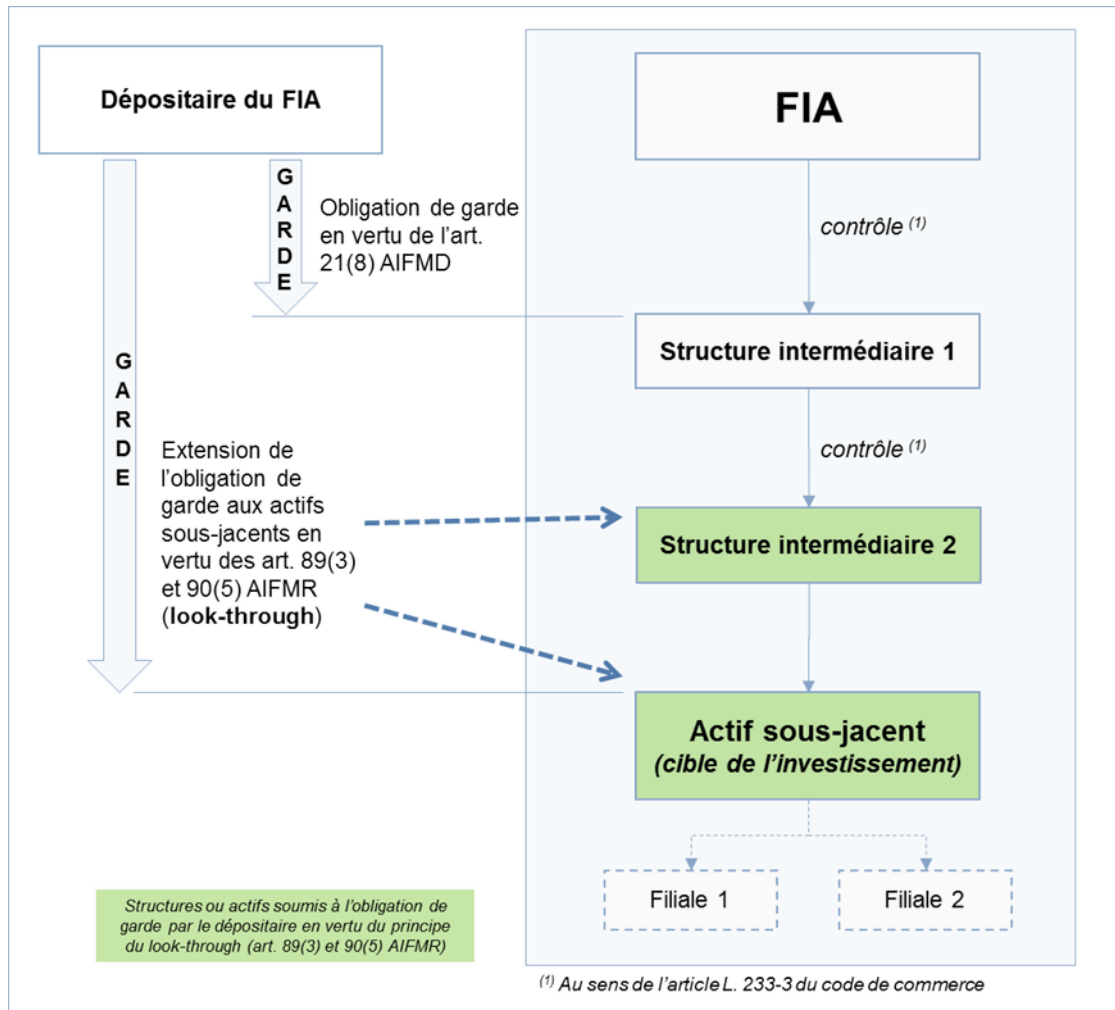 Dépositaire du FIA
FIA
G
A
R
D
E
Obligation de garde
en vertu de l'art.
21(8) AIFMD
contrôle (1)
Structure intermédiaire 1
G
A
R
D
E
contrôle (1)
Extension de
l'obligation de
garde aux actifs
sous-jacents en
vertu des art. 89(3)
et 90(5) AIFMR
(look-through)
Structure intermédiaire 2
Actif sous-jacent
(cible de l'investissement)
Filiale 1
Filiale 2
Structures ou actifs soumis à l'obligation de
garde par le dépositaire en vertu du principe
du look-through (art. 89(3) et 90(5) AIFMR)
(1) Au sens de l'article L. 233-3 du code de commerce